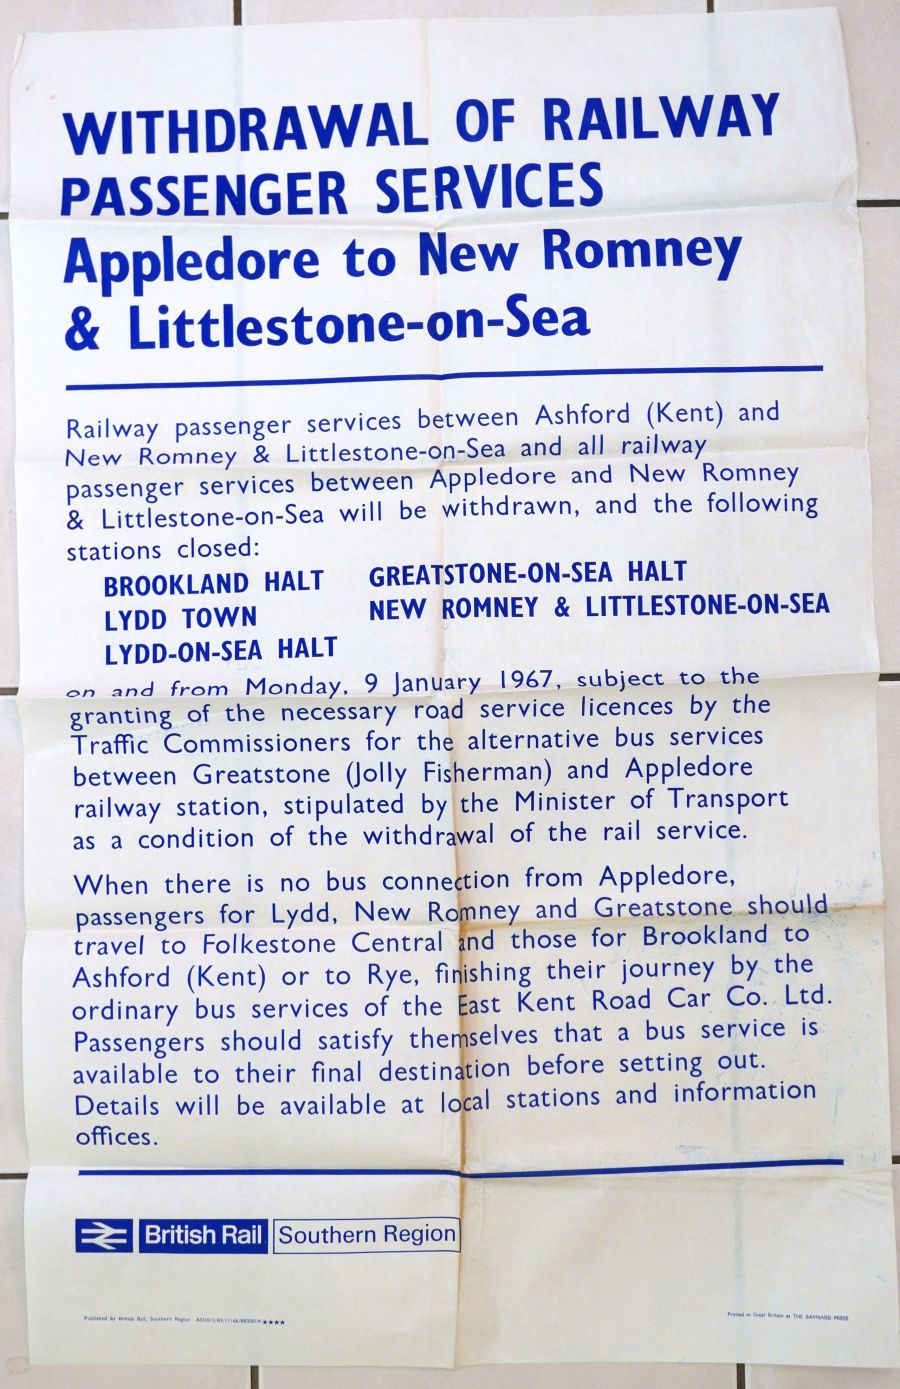 WITHDRAWAL OF RAILWAY
PASSENGER SERVICES
Appledore to New Romney
& Littlestone-on-Sea
Railway passenger services between Ashford (Kent) and
New Romney & Littlestone-on-Sea and all railway
passenger services between Appledore and New Romney
& Littlestone-on-Sea will be withdrawn, and the following
stations closed:
BROOKLAND HALT GREATSTONE-ON-SEA HALT
LYDD TOWN NEW ROMNEY & LITTLESTONE-ON-SEA
LYDD-ON-SEA HALT
on and from Monday, 9 January 1967, subject to the
granting of the necessary road service licences by the
Traffic Commissioners for the alternative bus services
between Greatstone (Jolly Fisherman) and Appledore
railway station, stipulated by the Minister of Transport
as a condition of the withdrawal of the rail service.
When there is no bus connection from Appledore,
passengers for Lydd, New Romney and Greatstone should
travel to Folkestone Central and those for Brookland to
Ashford (Kent) or to Rye, finishing their journey by the
ordinary bus services of the East Kent Road Car Co. Ltd.
Passengers should satisfy themselves that a bus service is
available to their final destination before setting out.
Details will be available at local stations and information
offices.
British Rail Southern Region
Published by British Rail, Southern Region
Printed in Great Britain at THE BAYNARD PRESS